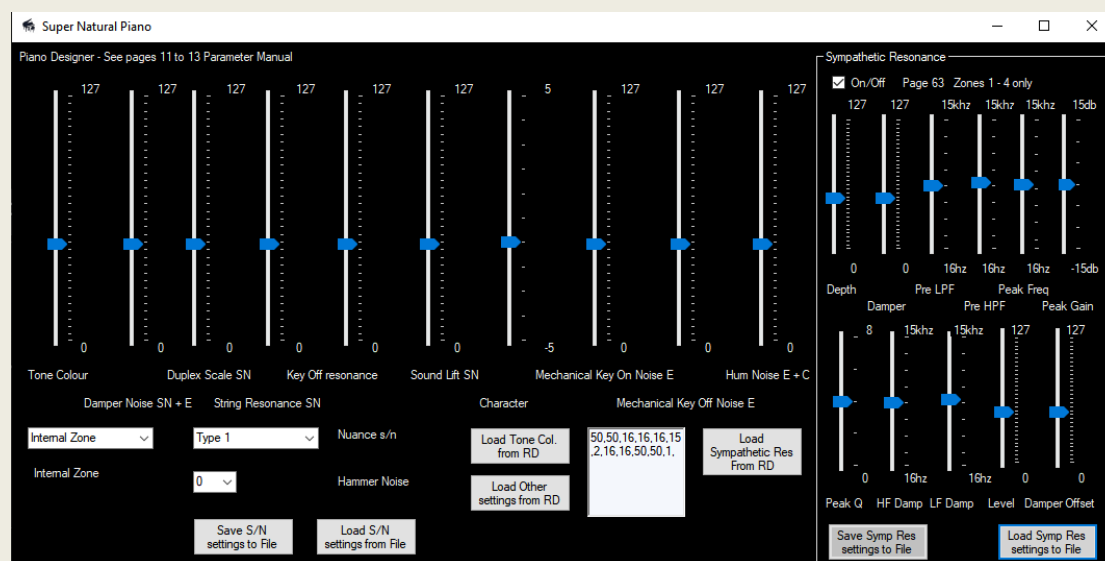 Super Natural Piano
Piano Designer - See pages 11 to 13 Parameter Manual
127 127 127 127 127 127 5 127 127 127
0 0 0 0 0 0 -5 0 0 0
Tone Colour Duplex Scale SN Key Off resonance Sound Lift SN Mechanical Key On Noise E Hum Noise E + C
Damper Noise SN + E String Resonance SN Character Mechanical Key Off Noise E
Internal Zone
Internal Zone
Type 1
Nuance s/n
0
Hammer Noise
Save S/N
settings to File
Load S/N
settings from File
Load Tone Col.
from RD
Load Other
settings from RD
50,50,16,16,16,15
,2,16,16,50,50,1,
Load
Sympathetic Res
From RD
Sympathetic Resonance
On/Off Page 63 Zones 1 - 4 only
127 127 15khz 15khz 15khz 15db
0 0 16hz 16hz 16hz -15db
Depth Pre LPF Peak Freq
Damper Pre HPF Peak Gain
8 15khz 15khz 127 127
0 16hz 16hz 0 0
Peak Q HF Damp LF Damp Level Damper Offset
Save Symp Res
settings to File
Load Symp Res
settings to File